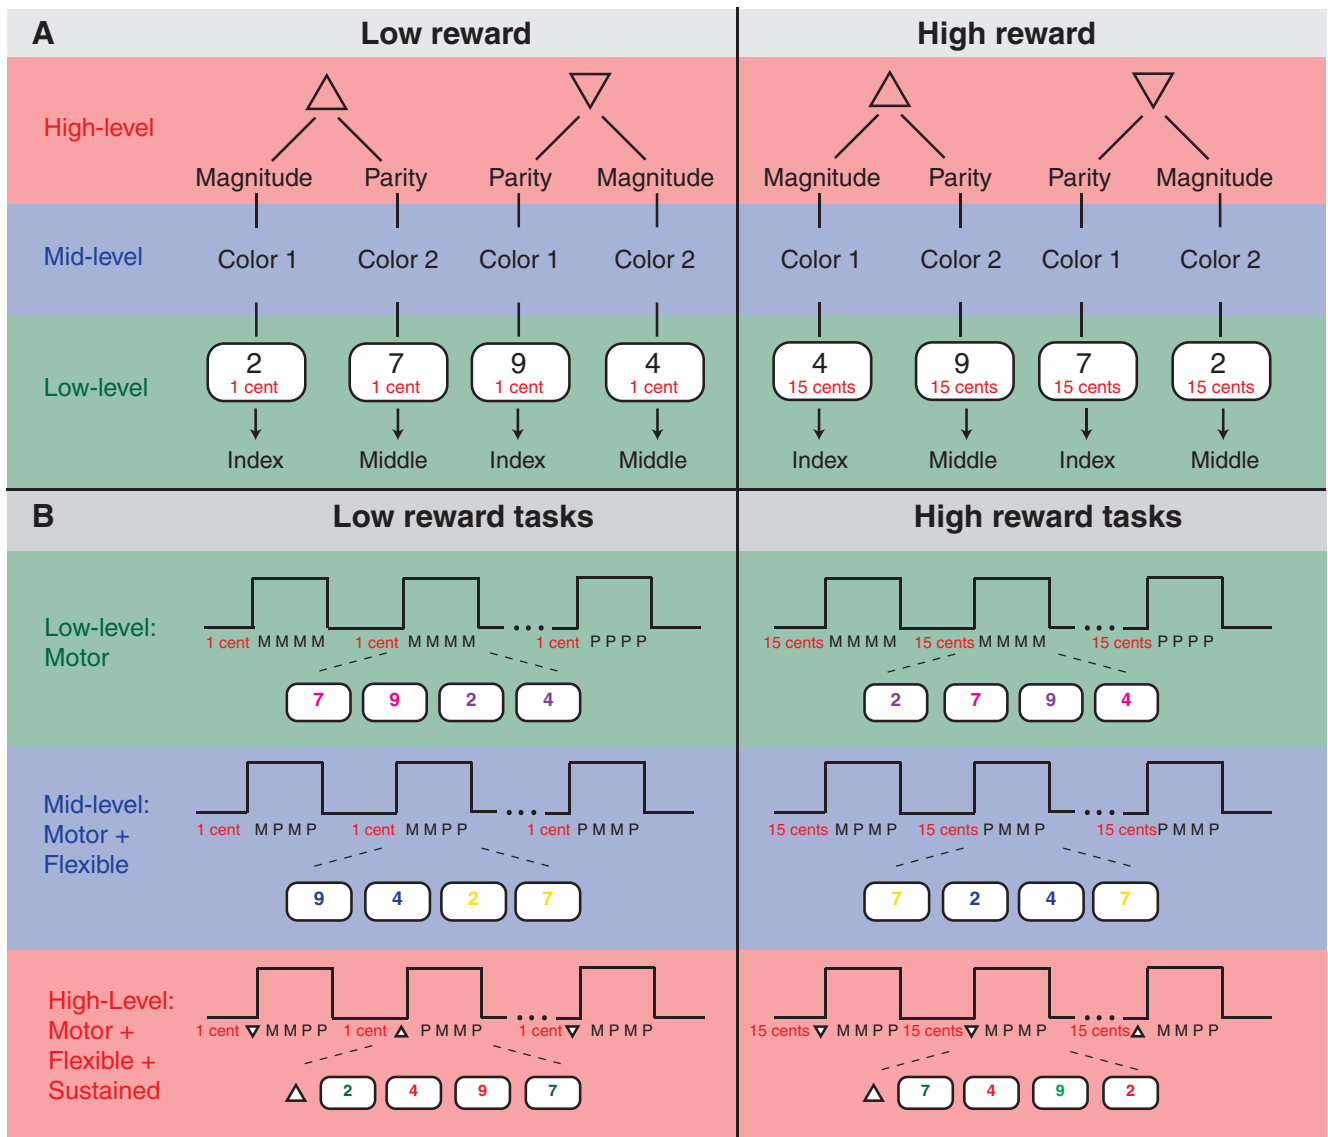 A Low reward High reward
High-level
Magnitude Parity Parity Magnitude Magnitude Parity Parity Magnitude
Mid-level Color 1 Color 2 Color 1 Color 2 Color 1 Color 2 Color 1 Color 2
2 7 9 4 4 9 7 2
Low-level 1 cent 1 cent 1 cent 1 cent 15 cents 15 cents 15 cents 15 cents
Index Middle Index Middle Index Middle Index Middle
B Low reward tasks High reward tasks
Low-level:
Motor
1 cent M M M M 1 cent M M M M 1 cent P P P P 15 cents M M M M 15 cents M M M M 15 cents P P P P
7 9 2 4 2 7 9 4
Mid-level:
Motor +
Flexible
1 cent M P M P 1 cent M M P P 1 cent P M M P 15 cents M P M P 15 cents P M M P 15 cents P M M P
9 4 2 7 7 2 4 7
High-Level:
Motor +
Flexible +
Sustained
1 cent M M P P 1 cent P M M P 1 cent M P M P 15 cents M M P P 15 cents M P M P 15 cents M M P P
2 4 9 7 7 4 9 2